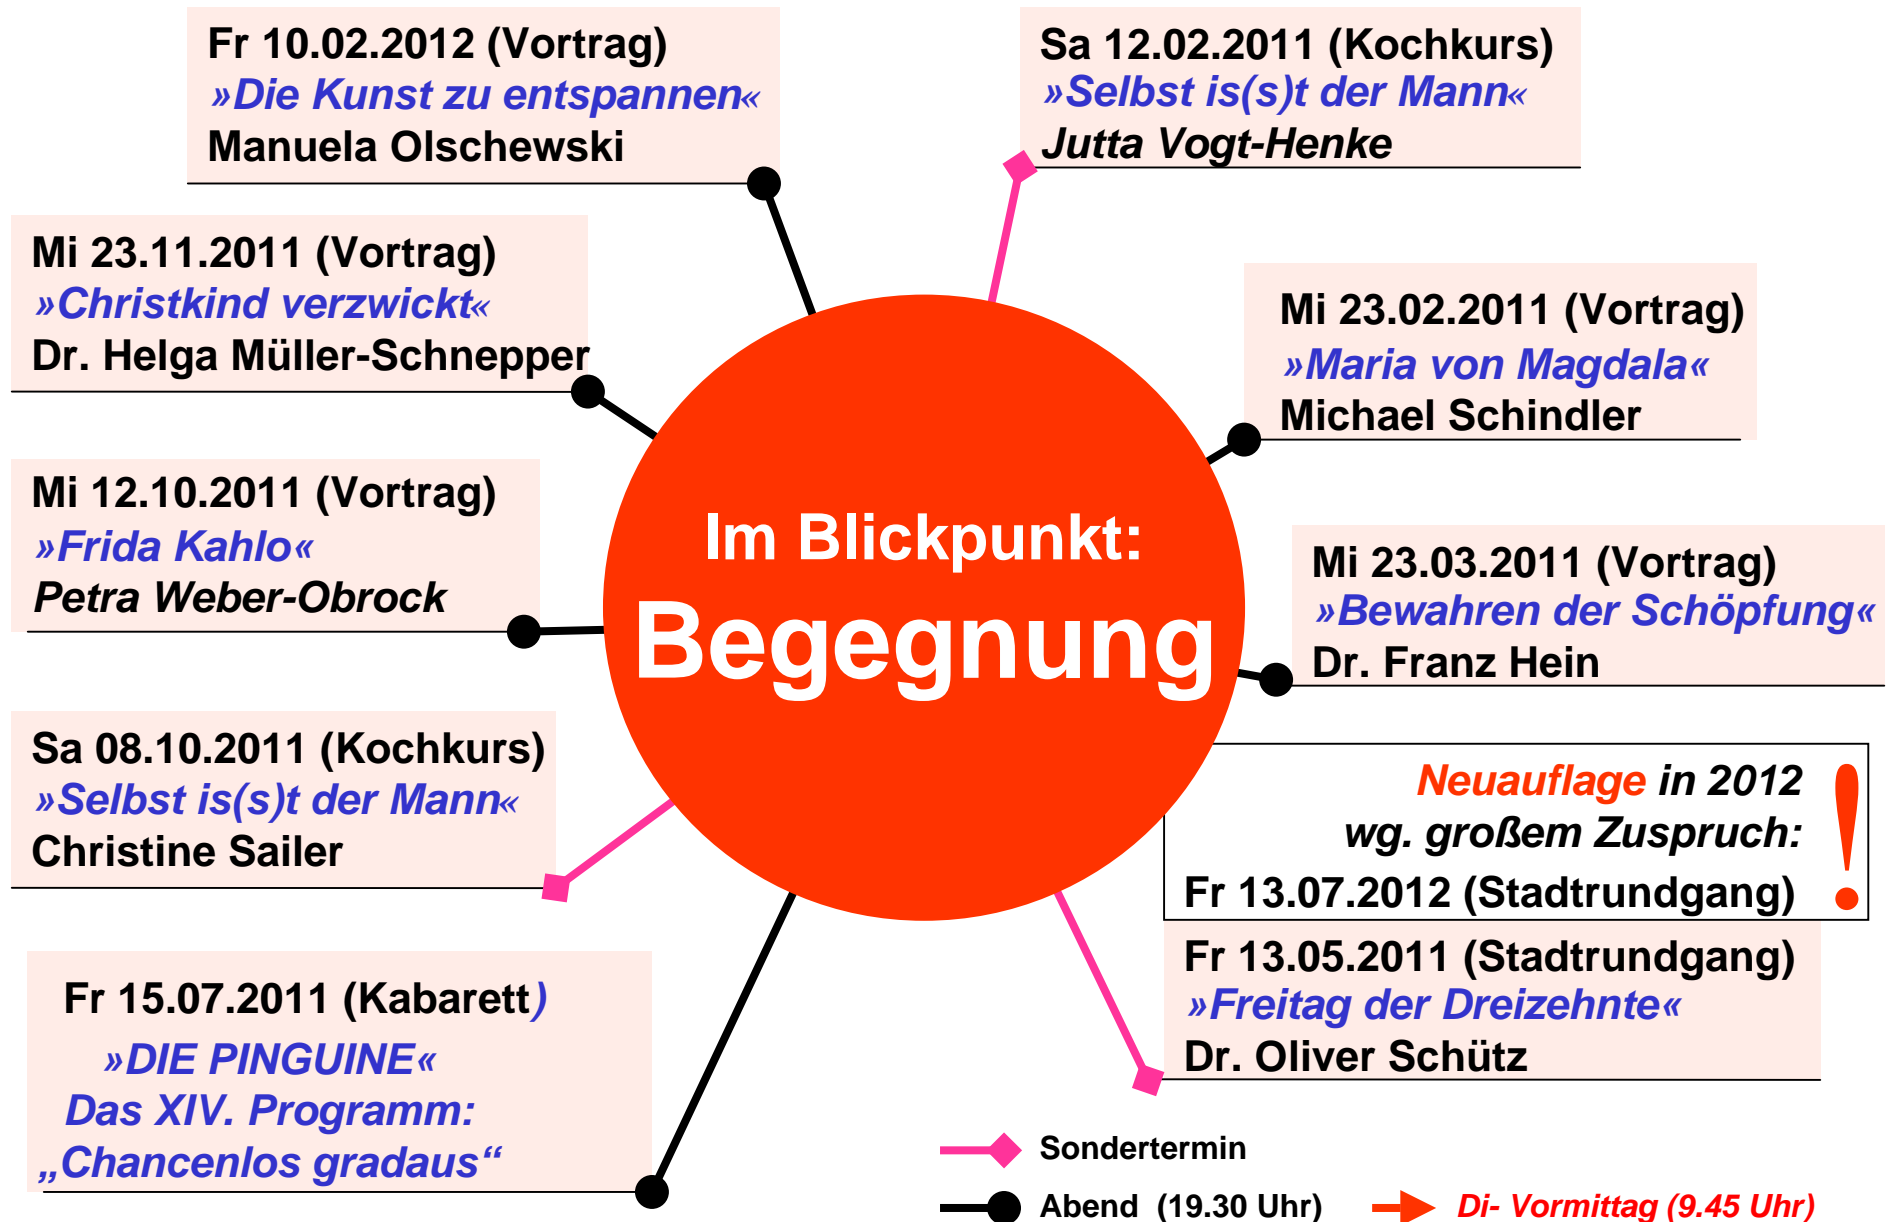 Fr 10.02.2012 (Vortrag)
»Die Kunst zu entspannen«
Manuela Olschewski
Sa 12.02.2011 (Kochkurs)
»Selbst is(s)t der Mann«
Jutta Vogt-Henke
Mi 23.11.2011 (Vortrag)
»Christkind verzwickt«
Dr. Helga Müller-Schnepper
Mi 23.02.2011 (Vortrag)
»Maria von Magdala«
Michael Schindler
Mi 12.10.2011 (Vortrag)
»Frida Kahlo«
Petra Weber-Obrock
Im Blickpunkt:
Begegnung
Mi 23.03.2011 (Vortrag)
»Bewahren der Schöpfung«
Dr. Franz Hein
Sa 08.10.2011 (Kochkurs)
»Selbst is(s)t der Mann«
Christine Sailer
Neuauflage in 2012
wg. großem Zuspruch:
Fr 13.07.2012 (Stadtrundgang)
!
Fr 13.05.2011 (Stadtrundgang)
»Freitag der Dreizehnte«
Dr. Oliver Schütz
Fr 15.07.2011 (Kabarett)
»DIE PINGUINE«
Das XIV. Programm:
„Chancenlos gradaus“
Sondertermin
Abend (19.30 Uhr)
Di- Vormittag (9.45 Uhr)